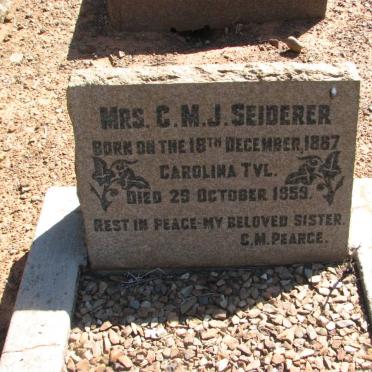 MRS. C.M.J. SEIDERER
BORN ON THE 18TH DECEMBER, 1887
CAROLINA TVL.
DIED 29 OCTOBER 1959.
REST IN PEACE MY BELOVED SISTER.
C.M. PEARCE.